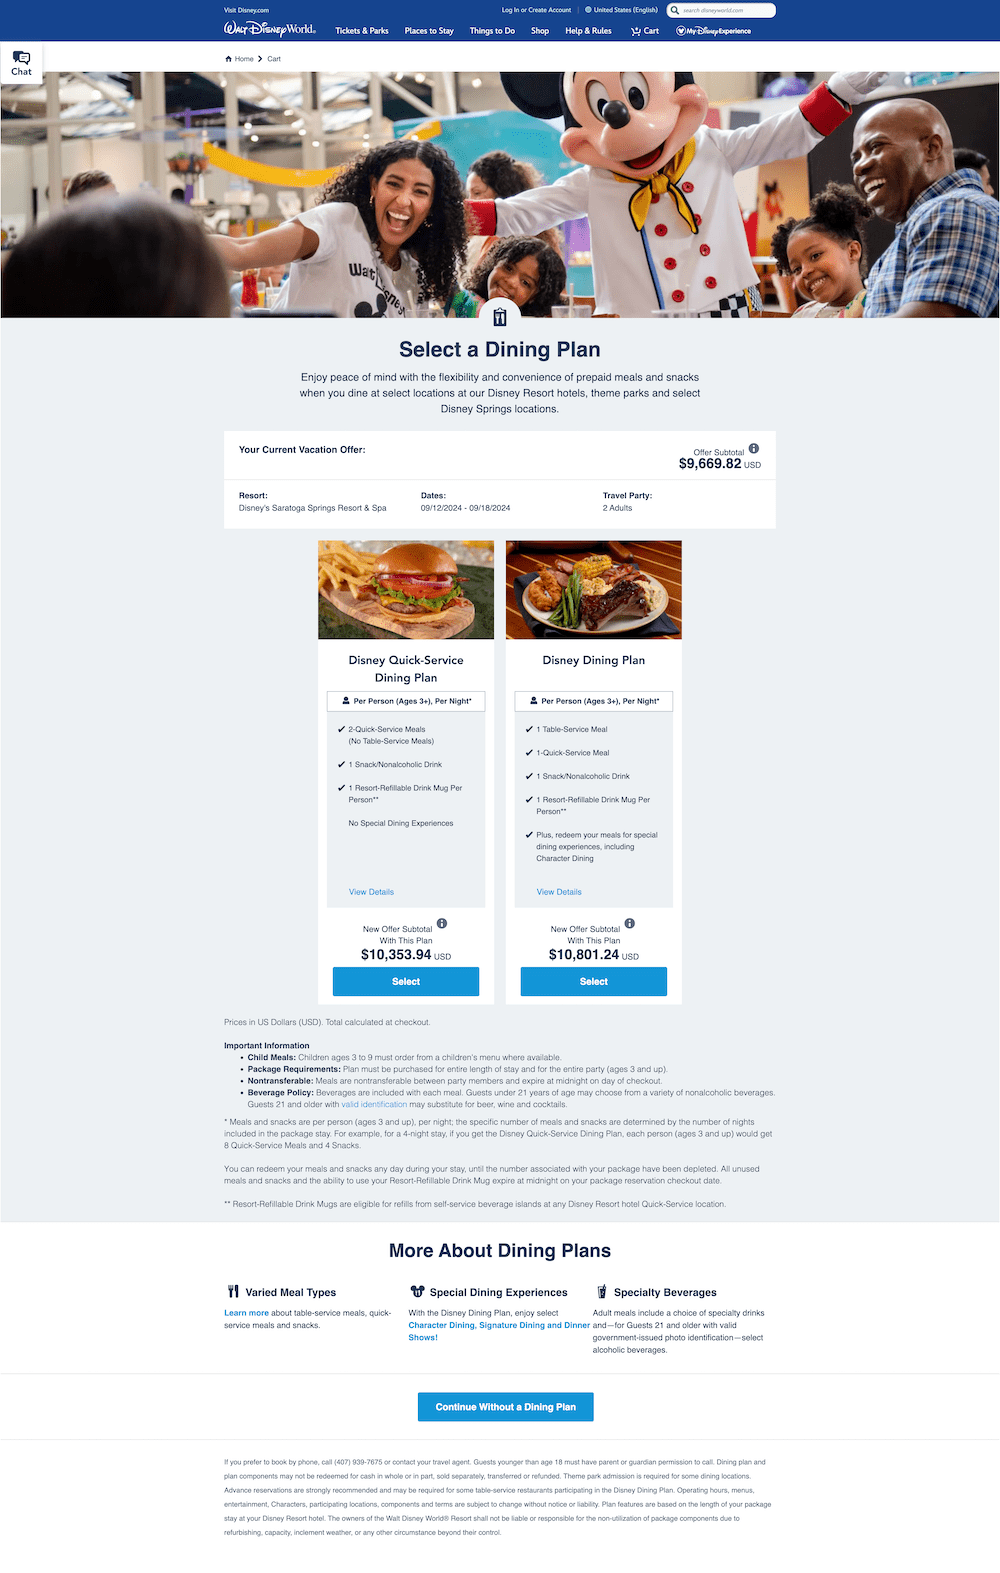 Visit Disney.com
Log In or Create Account
United States (English)
search disneyworld.com
Walt Disney World.
Tickets & Parks
Places to Stay
Things to Do
Shop
Help & Rules
Cart
My Disney Experience
Chat
Home
Cart
Walt Disney
Select a Dining Plan
Enjoy peace of mind with the flexibility and convenience of prepaid meals and snacks
when you dine at select locations at our Disney Resort hotels, theme parks and select
Disney Springs locations.
Your Current Vacation Offer:
Offer Subtotal
$9,669.82 USD
Resort:
Dates:
Travel Party:
Disney's Saratoga Springs Resort & Spa
09/12/2024 - 09/18/2024
2 Adults
Disney Quick-Service
Dining Plan
Per Person (Ages 3+), Per Night*
2-Quick-Service Meals
(No Table-Service Meals)
1 Snack/Nonalcoholic Drink
1 Resort-Refillable Drink Mug Per
Person**
No Special Dining Experiences
View Details
New Offer Subtotal
With This Plan
$10,353.94 USD
Select
Disney Dining Plan
Per Person (Ages 3+), Per Night*
1 Table-Service Meal
1-Quick-Service Meal
1 Snack/Nonalcoholic Drink
1 Resort-Refillable Drink Mug Per
Person**
Plus, redeem your meals for special
dining experiences, including
Character Dining
View Details
New Offer Subtotal
With This Plan
$10,801.24 USD
Select
Prices in US Dollars (USD). Total calculated at checkout.
Important Information
• Child Meals: Children ages 3 to 9 must order from a children's menu where available.
• Package Requirements: Plan must be purchased for entire length of stay and for the entire party (ages 3 and up).
• Nontransferable: Meals are nontransferable between party members and expire at midnight on day of checkout.
• Beverage Policy: Beverages are included with each meal. Guests under 21 years of age may choose from a variety of nonalcoholic beverages.
Guests 21 and older with valid identification may substitute for beer, wine and cocktails.
* Meals and snacks are per person (ages 3 and up), per night; the specific number of meals and snacks are determined by the number of nights
included in the package stay. For example, for a 4-night stay, if you get the Disney Quick-Service Dining Plan, each person (ages 3 and up) would get
8 Quick-Service Meals and 4 Snacks.
You can redeem your meals and snacks any day during your stay, until the number associated with your package have been depleted. All unused
meals and snacks and the ability to use your Resort-Refillable Drink Mug expire at midnight on your package reservation checkout date.
** Resort-Refillable Drink Mugs are eligible for refills from self-service beverage islands at any Disney Resort hotel Quick-Service location.
More About Dining Plans
Varied Meal Types
Learn more about table-service meals, quick-
service meals and snacks.
Special Dining Experiences
With the Disney Dining Plan, enjoy select
Character Dining, Signature Dining and Dinner
Shows!
Specialty Beverages
Adult meals include a choice of specialty drinks
and—for Guests 21 and older with valid
government-issued photo identification—select
alcoholic beverages.
Continue Without a Dining Plan
If you prefer to book by phone, call (407) 939-7675 or contact your travel agent. Guests younger than age 18 must have parent or guardian permission to call. Dining plan and
plan components may not be redeemed for cash in whole or in part, sold separately, transferred or refunded. Theme park admission is required for some dining locations.
Advance reservations are strongly recommended and may be required for some table-service restaurants participating in the Disney Dining Plan. Operating hours, menus,
entertainment, Characters, participating locations, components and terms are subject to change without notice or liability. Plan features are based on the length of your package
stay at your Disney Resort hotel. The owners of the Walt Disney World® Resort shall not be liable or responsible for the non-utilization of package components due to
refurbishing, capacity, inclement weather, or any other circumstance beyond their control.